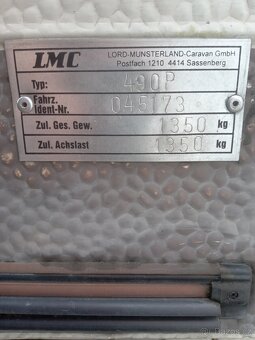 LMC
LORD-MÜNSTERLAND-Caravan GmbH
Postfach 1210 4414 Sassenberg
Typ: 490P
Fahrz. Ident-Nr. 045173
Zul. Ges. Gew. 1350 kg
Zul. Achslast 1350 kg